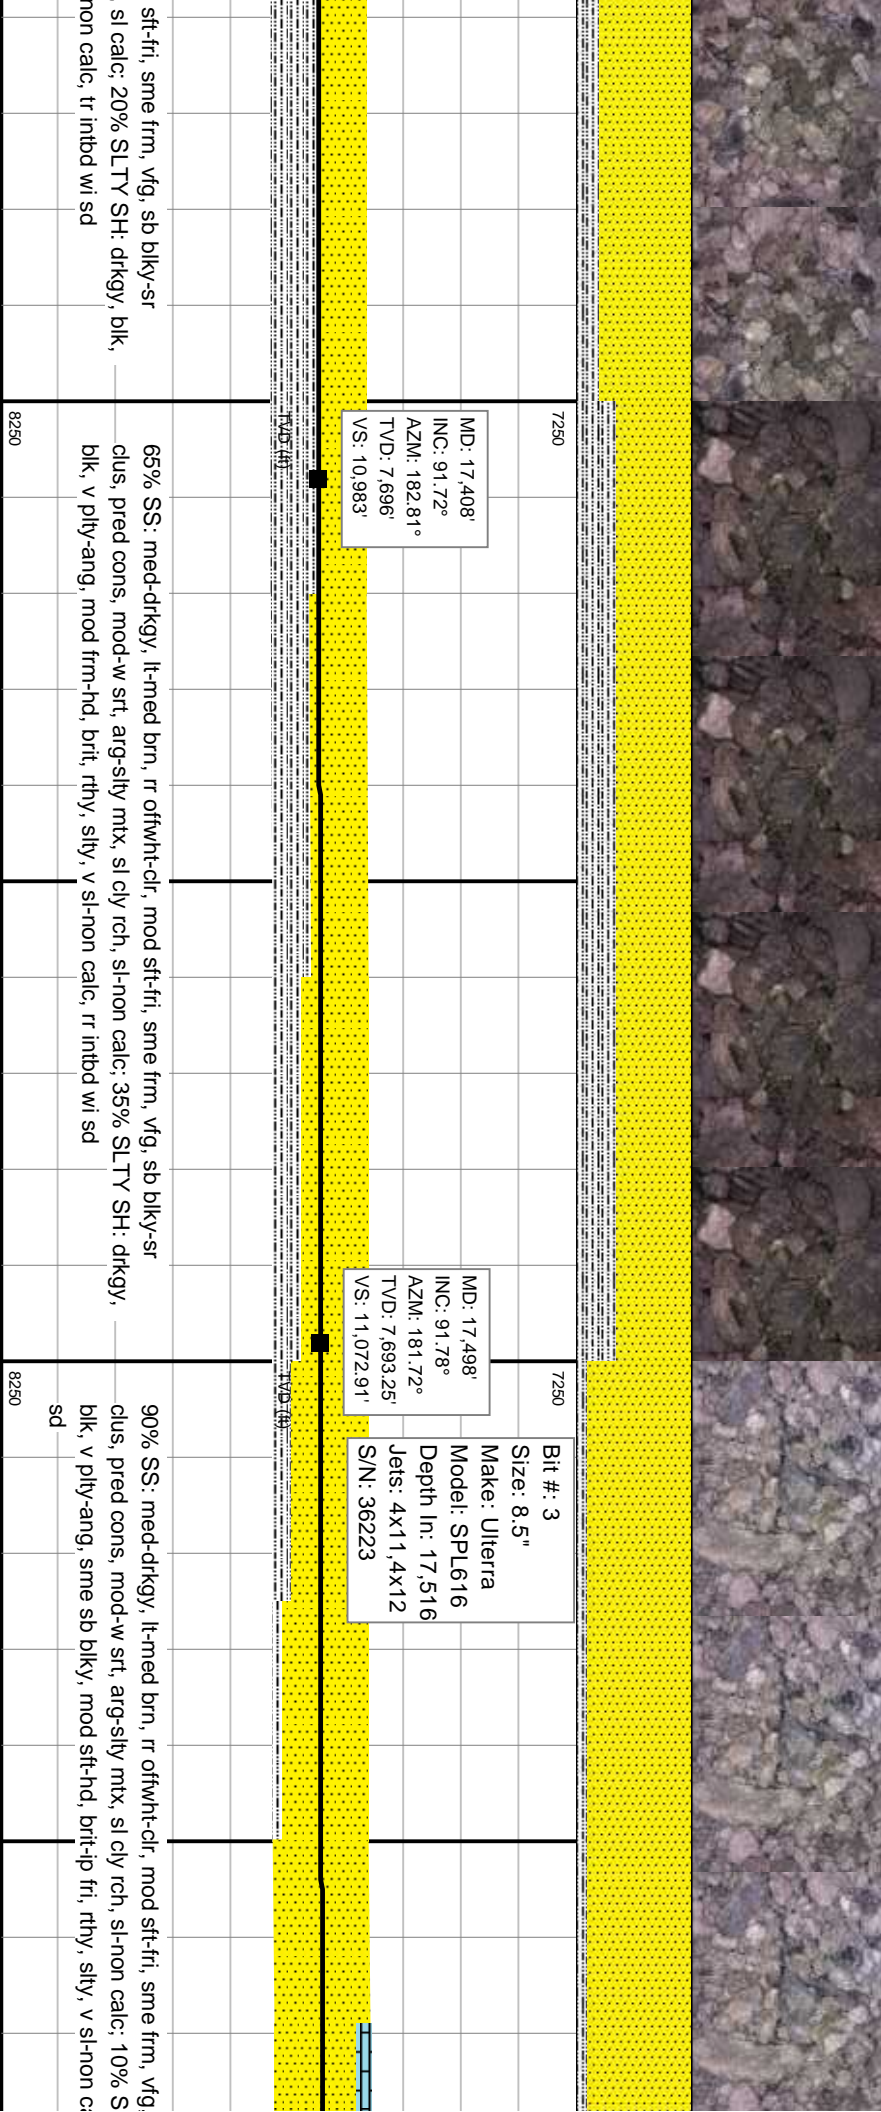 sft-fri, sme frm, vfg, sb blky-sr
, sl calc; 20% SLTY SH: drkgy, blk,
non calc, tr intbd wi sd
8250
TVD (ft)
7250
MD: 17,408'
INC: 91.72°
AZM: 182.81°
TVD: 7,696'
VS: 10,983'
65% SS: med-drkgy, lt-med brn, rr offwht-clr, mod sft-fri, sme frm, vfg, sb blky-sr
clus, pred cons, mod-w srt, arg-slty mtx, sl cly rch, sl-non calc; 35% SLTY SH: drkgy,
blk, v plty-ang, mod frm-hd, brit, rthy, slty, v sl-non calc, rr intbd wi sd
MD: 17,498'
INC: 91.78°
AZM: 181.72°
TVD: 7,693.25'
VS: 11,072.91'
8250
TVD (ft)
7250
Bit #: 3
Size: 8.5"
Make: Ulterra
Model: SPL616
Depth In: 17,516
Jets: 4x11,4x12
S/N: 36223
90% SS: med-drkgy, lt-med brn, rr offwht-clr, mod sft-fri, sme frm, vfg,
clus, pred cons, mod-w srt, arg-slty mtx, sl cly rch, sl-non calc; 10% S
blk, v plty-ang, sme sb blky, mod sft-hd, brit-ip fri, rthy, slty, v sl-non ca
sd